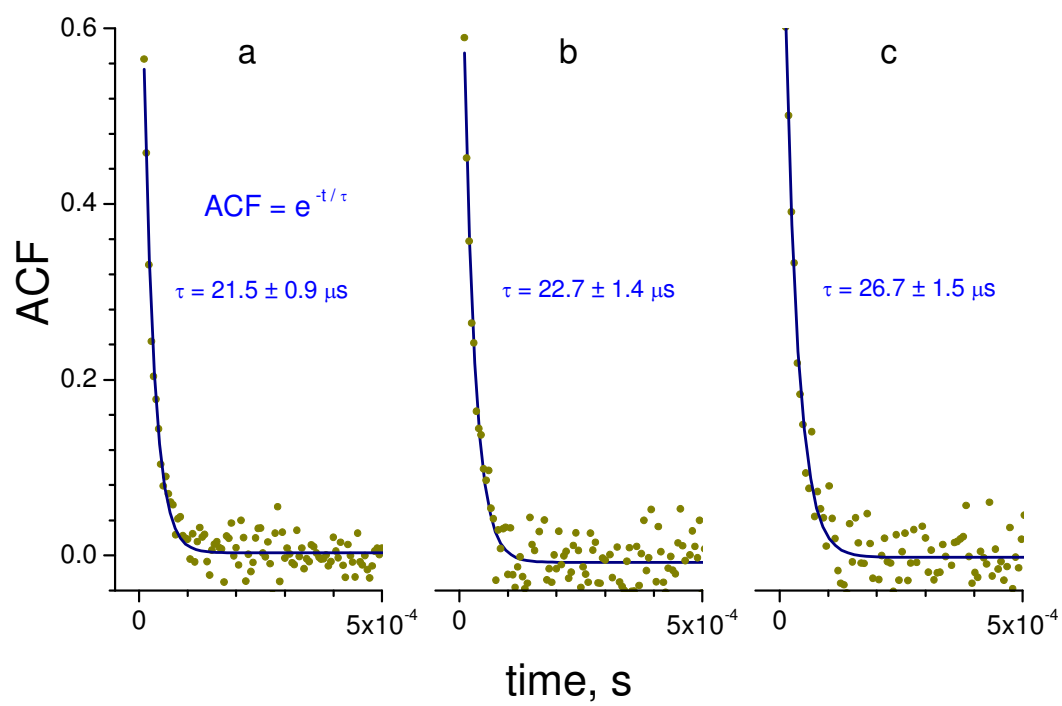 a b c
0.6
0.4
0.2
0.0
ACF
ACF = e^-t / τ
τ = 21.5 ± 0.9 μs
τ = 22.7 ± 1.4 μs
τ = 26.7 ± 1.5 μs
0 5x10^-4 0 5x10^-4 0 5x10^-4
time, s